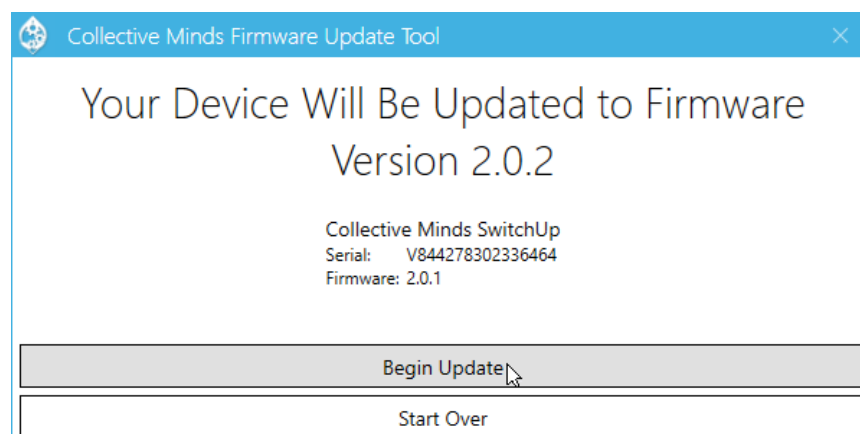 Collective Minds Firmware Update Tool
Your Device Will Be Updated to Firmware
Version 2.0.2
Collective Minds SwitchUp
Serial: V844278302336464
Firmware: 2.0.1
Begin Update
Start Over